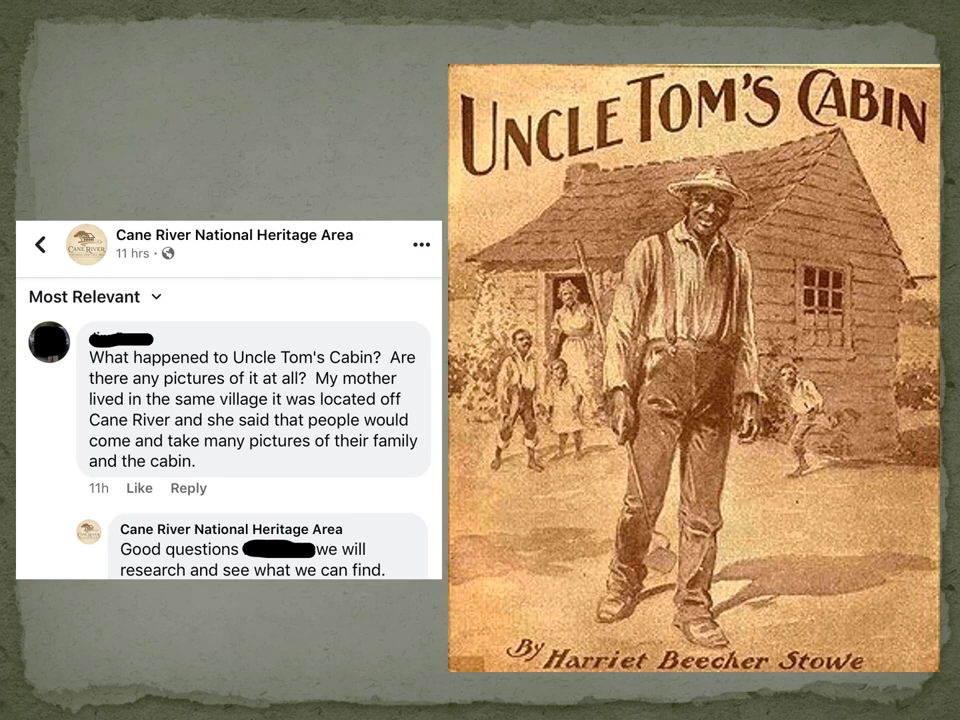 Cane River National Heritage Area
11 hrs ·
Most Relevant
What happened to Uncle Tom's Cabin? Are
there any pictures of it at all? My mother
lived in the same village it was located off
Cane River and she said that people would
come and take many pictures of their family
and the cabin.
11h Like Reply
Cane River National Heritage Area
Good questions we will
research and see what we can find.
UNCLE TOM'S CABIN
By Harriet Beecher Stowe